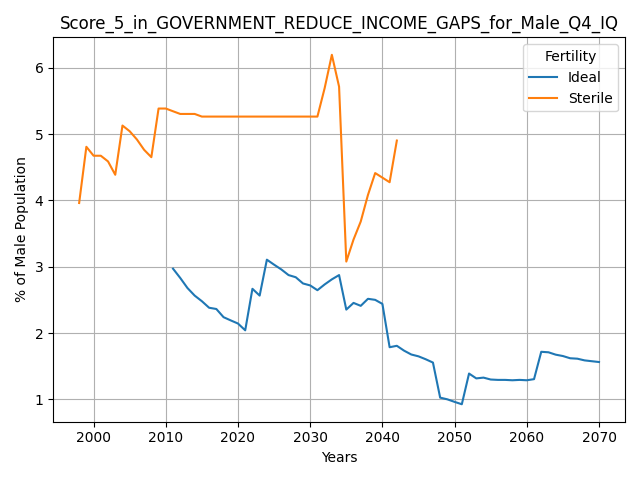 Score_5_in_GOVERNMENT_REDUCE_INCOME_GAPS_for_Male_Q4_IQ
Fertility
Ideal
Sterile
% of Male Population
6
5
4
3
2
1
2000 2010 2020 2030 2040 2050 2060 2070
Years